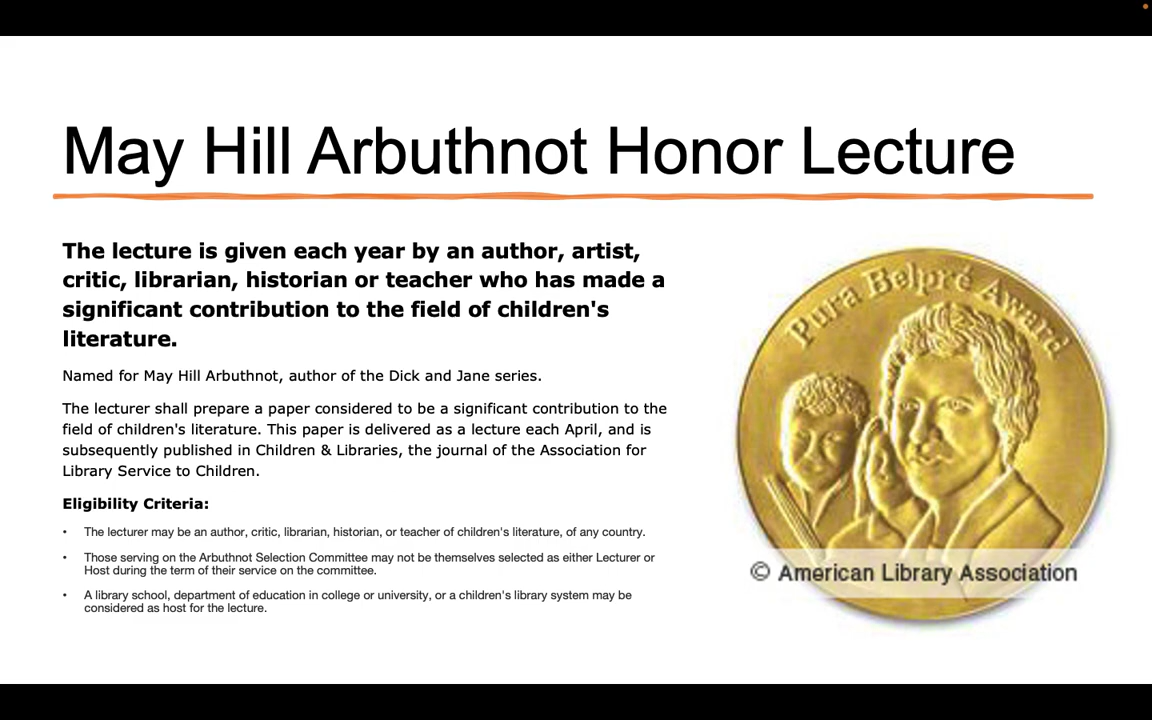 May Hill Arbuthnot Honor Lecture
The lecture is given each year by an author, artist,
critic, librarian, historian or teacher who has made a
significant contribution to the field of children's
literature.
Named for May Hill Arbuthnot, author of the Dick and Jane series.
The lecturer shall prepare a paper considered to be a significant contribution to the
field of children's literature. This paper is delivered as a lecture each April, and is
subsequently published in Children & Libraries, the journal of the Association for
Library Service to Children.
Eligibility Criteria:
• The lecturer may be an author, critic, librarian, historian, or teacher of children's literature, of any country.
• Those serving on the Arbuthnot Selection Committee may not be themselves selected as either Lecturer or
Host during the term of their service on the committee.
• A library school, department of education in college or university, or a children's library system may be
considered as host for the lecture.
Pura Belpré Award
© American Library Association